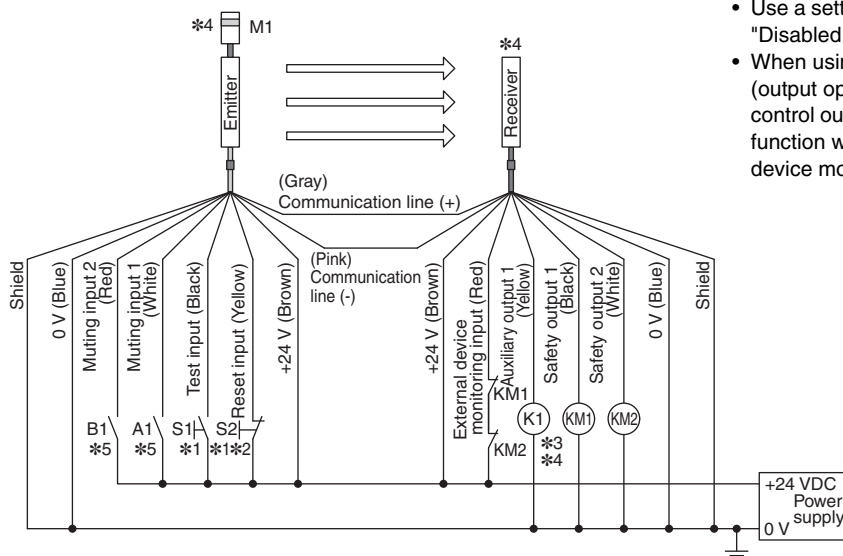 ✱4 M1
Emitter
✱4
Receiver
• Use a sett
"Disabled.
• When usin
(output op
control ou
function w
device mo
(Gray)
Communication line (+)
(Pink)
Communication
line (-)
Shield
0 V (Blue)
Muting input 2
(Red)
Muting input 1
(White)
Test input (Black)
Reset input (Yellow)
+24 V (Brown)
+24 V (Brown)
External device
monitoring input (Red)
Auxiliary output 1
(Yellow)
Safety output 1
(Black)
Safety output 2
(White)
0 V (Blue)
Shield
B1
✱5
A1
✱5
S1
✱1
S2
✱1✱2
KM1
KM2
K1
✱3
✱4
KM1
KM2
+24 VDC
Power
supply
0 V